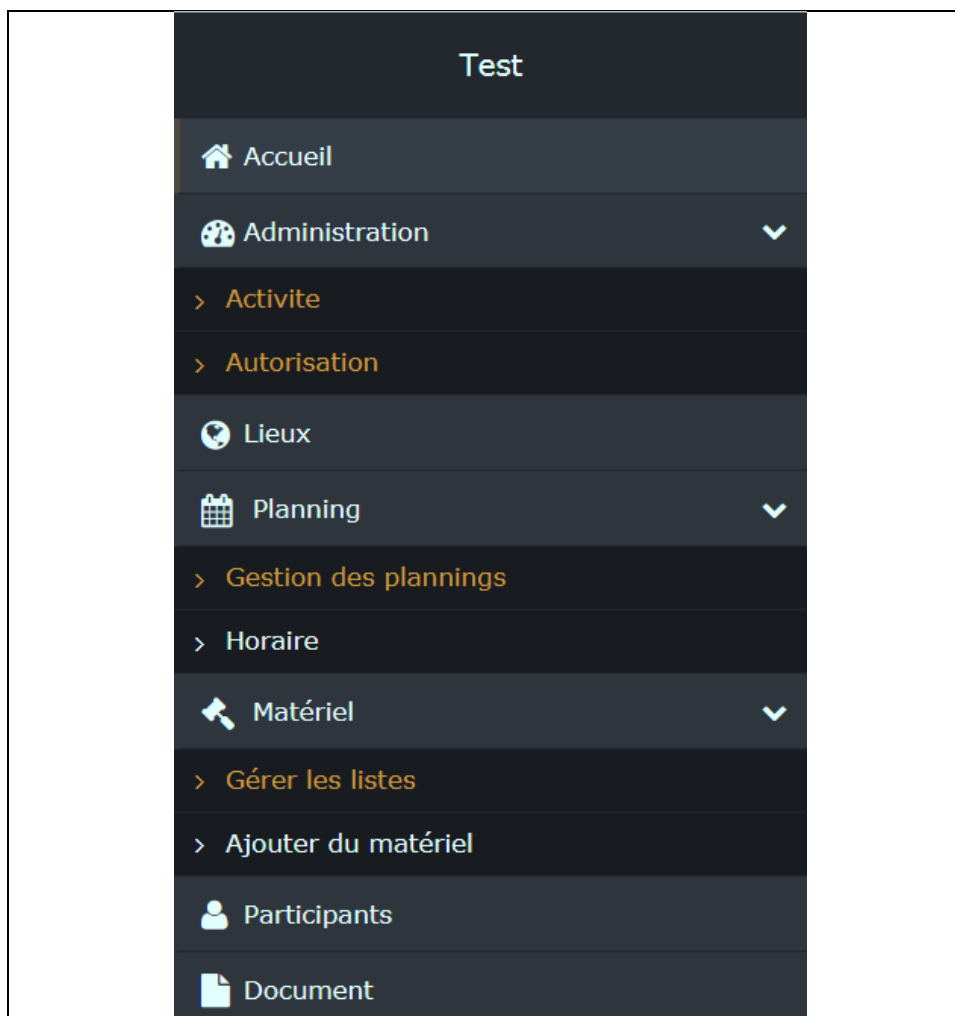 Test
Accueil
Administration
Activite
Autorisation
Lieux
Planning
Gestion des plannings
Horaire
Matériel
Gérer les listes
Ajouter du matériel
Participants
Document